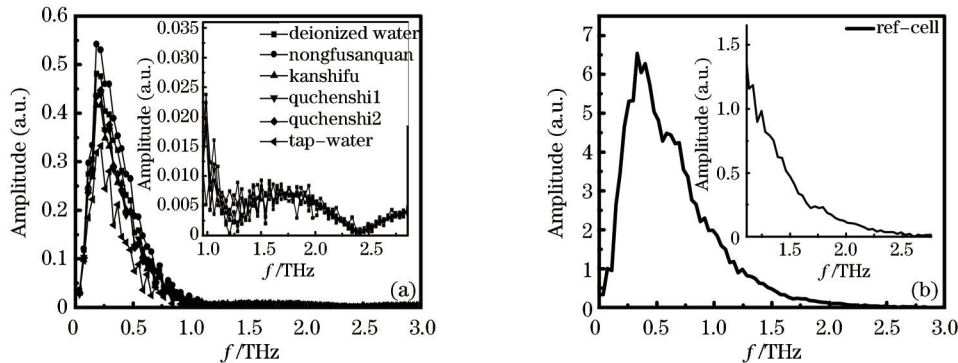 0.6
0.5
0.4
0.3
0.2
0.1
0
Amplitude (a.u.)
0
0.5
1.0
1.5
2.0
2.5
3.0
f /THz
(a)
0.035
0.030
0.026
0.021
0.016
0.010
0.005
0
Amplitude (a.u.)
1.0
1.5
2.0
2.5
f /THz
deionized water
nongfusanquan
kanshifu
quchenshi1
quchenshi2
tap-water
7
6
5
4
3
2
1
0
Amplitude (a.u.)
0
0.5
1.0
1.5
2.0
2.5
3.0
f /THz
(b)
ref-cell
1.5
1.0
0.5
0
Amplitude (a.u.)
1.5
2.0
2.5
f /THz